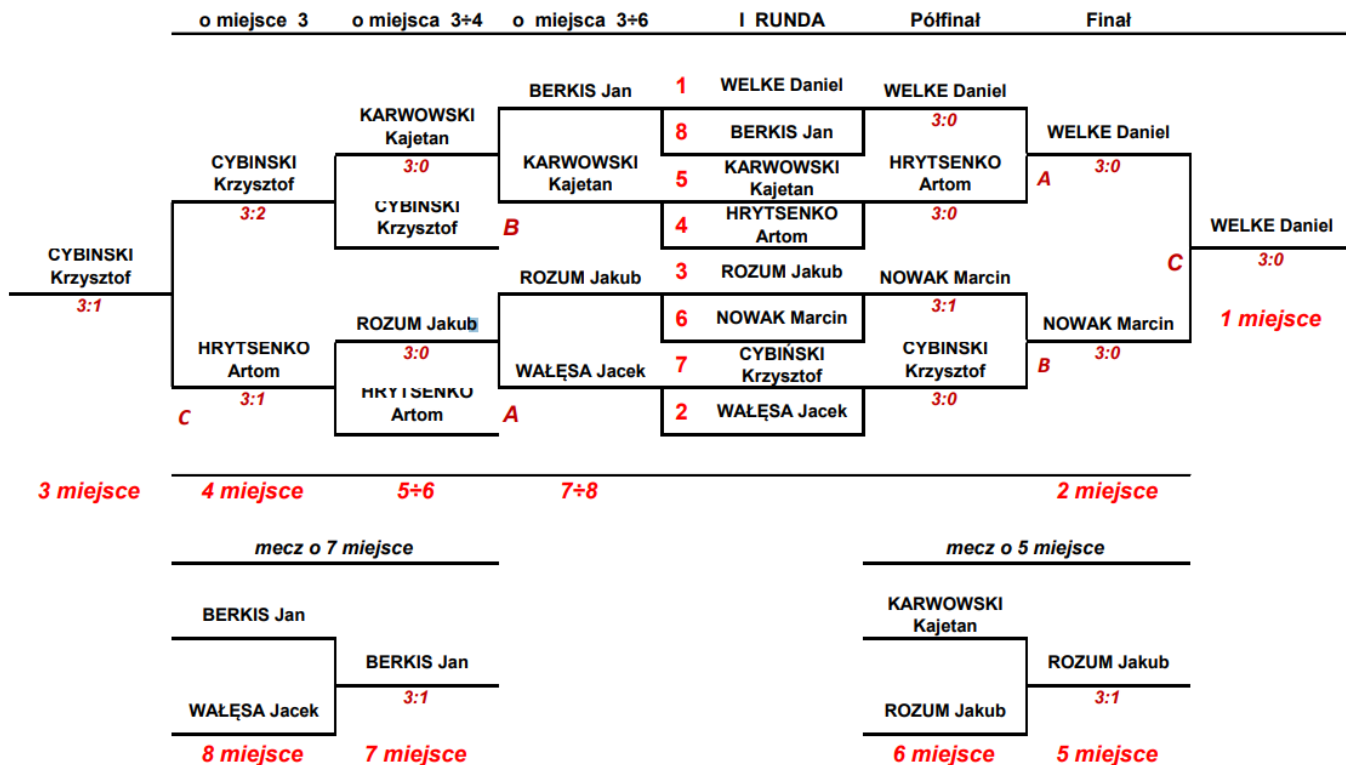 o miejsce 3 o miejsca 3÷4 o miejsca 3÷6 I RUNDA Półfinał Finał
BERKIS Jan 1 WELKE Daniel WELKE Daniel
KARWOWSKI
Kajetan
3:0
8 BERKIS Jan
3:0
WELKE Daniel
3:0
CYBINSKI
Krzysztof
3:2
KARWOWSKI
Kajetan
5 KARWOWSKI
Kajetan
HRYTSENKO
Artom
3:0
A
CYBINSKI
Krzysztof
B
4 HRYTSENKO
Artom
WELKE Daniel
3:0
C
CYBINSKI
Krzysztof
3:1
ROZUM Jakub 3 ROZUM Jakub NOWAK Marcin
3:1
1 miejsce
ROZUM Jakub
3:0
6 NOWAK Marcin
NOWAK Marcin
3:0
HRYTSENKO
Artom
3:1
C
WAŁĘSA Jacek 7 CYBIŃSKI
Krzysztof
CYBINSKI
Krzysztof
3:0
B
HRYTSENKO
Artom
A
2 WAŁĘSA Jacek
3 miejsce 4 miejsce 5÷6 7÷8 2 miejsce
mecz o 7 miejsce mecz o 5 miejsce
BERKIS Jan KARWOWSKI
Kajetan
BERKIS Jan ROZUM Jakub
3:1 3:1
WAŁĘSA Jacek ROZUM Jakub
8 miejsce 7 miejsce 6 miejsce 5 miejsce